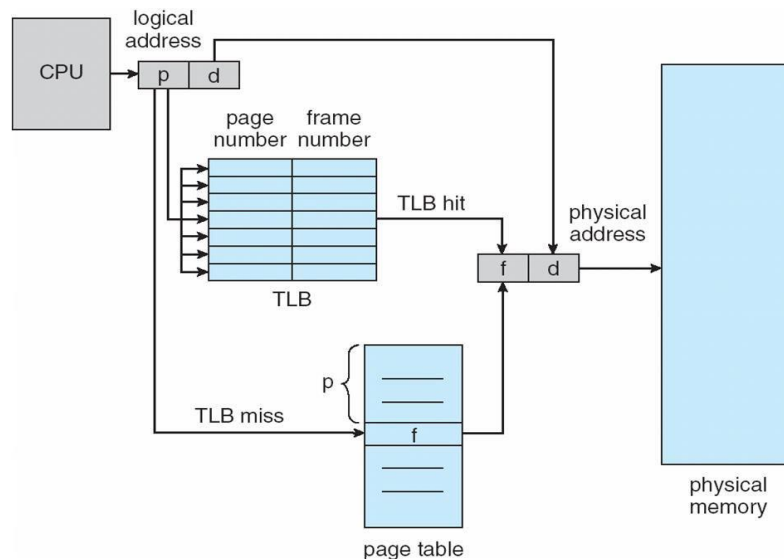 logical
address
CPU
p d
page
number
frame
number
TLB hit
physical
address
f d
TLB
p
TLB miss
f
page table
physical
memory